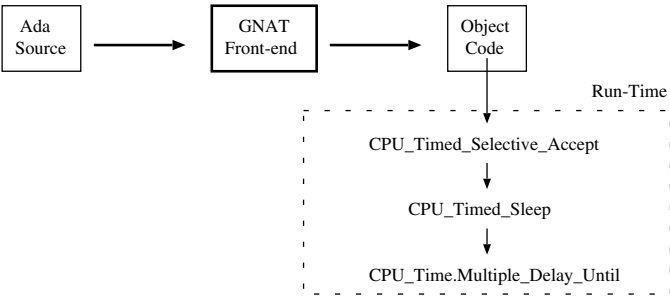 Ada
Source
GNAT
Front-end
Object
Code
Run-Time
CPU_Timed_Selective_Accept
CPU_Timed_Sleep
CPU_Time.Multiple_Delay_Until